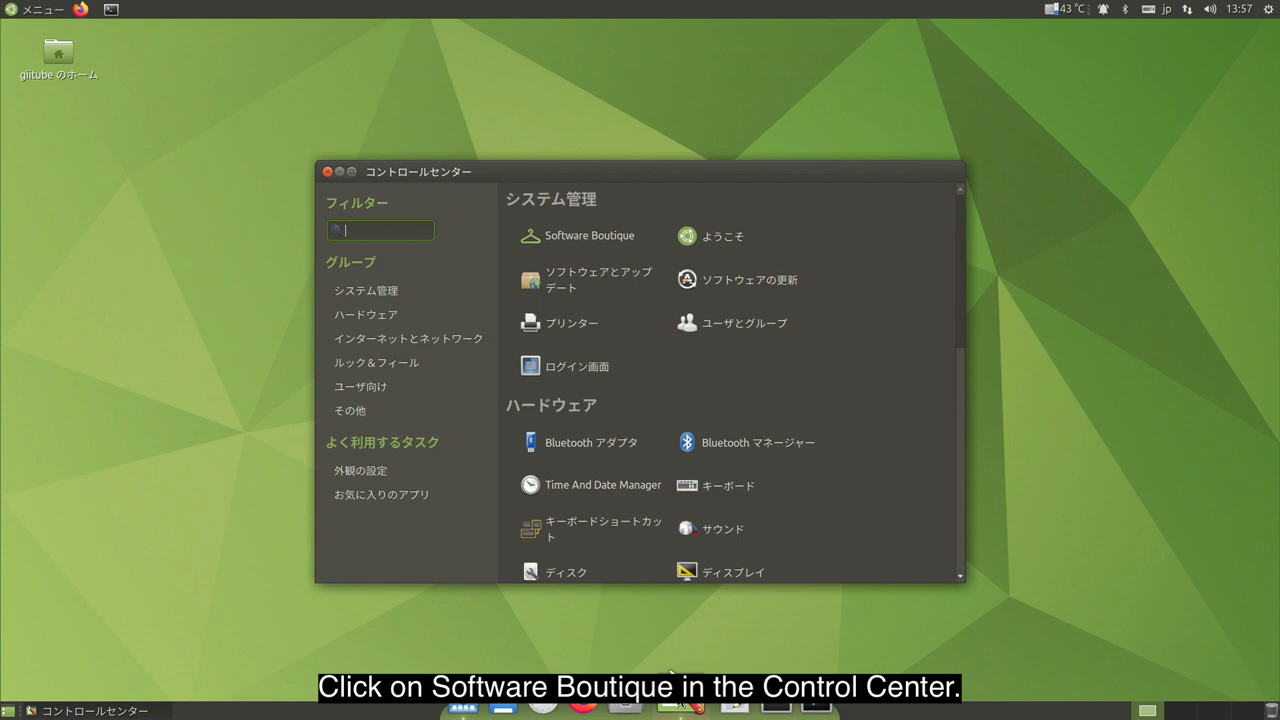 メニュー
43 °C
jp
13:57
giitube のホーム
コントロールセンター
フィルター
グループ
システム管理
ハードウェア
インターネットとネットワーク
ルック＆フィール
ユーザ向け
その他
よく利用するタスク
外観の設定
お気に入りのアプリ
システム管理
Software Boutique
ようこそ
ソフトウェアとアップ
デート
ソフトウェアの更新
プリンター
ユーザとグループ
ログイン画面
ハードウェア
Bluetooth アダプタ
Bluetooth マネージャー
Time And Date Manager
キーボード
キーボードショートカッ
ト
サウンド
ディスク
ディスプレイ
Click on Software Boutique in the Control Center.
コントロールセンター